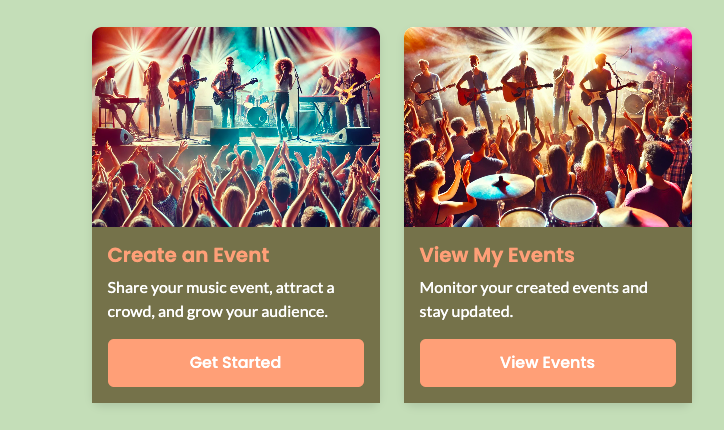 Create an Event
Share your music event, attract a
crowd, and grow your audience.
Get Started
View My Events
Monitor your created events and
stay updated.
View Events